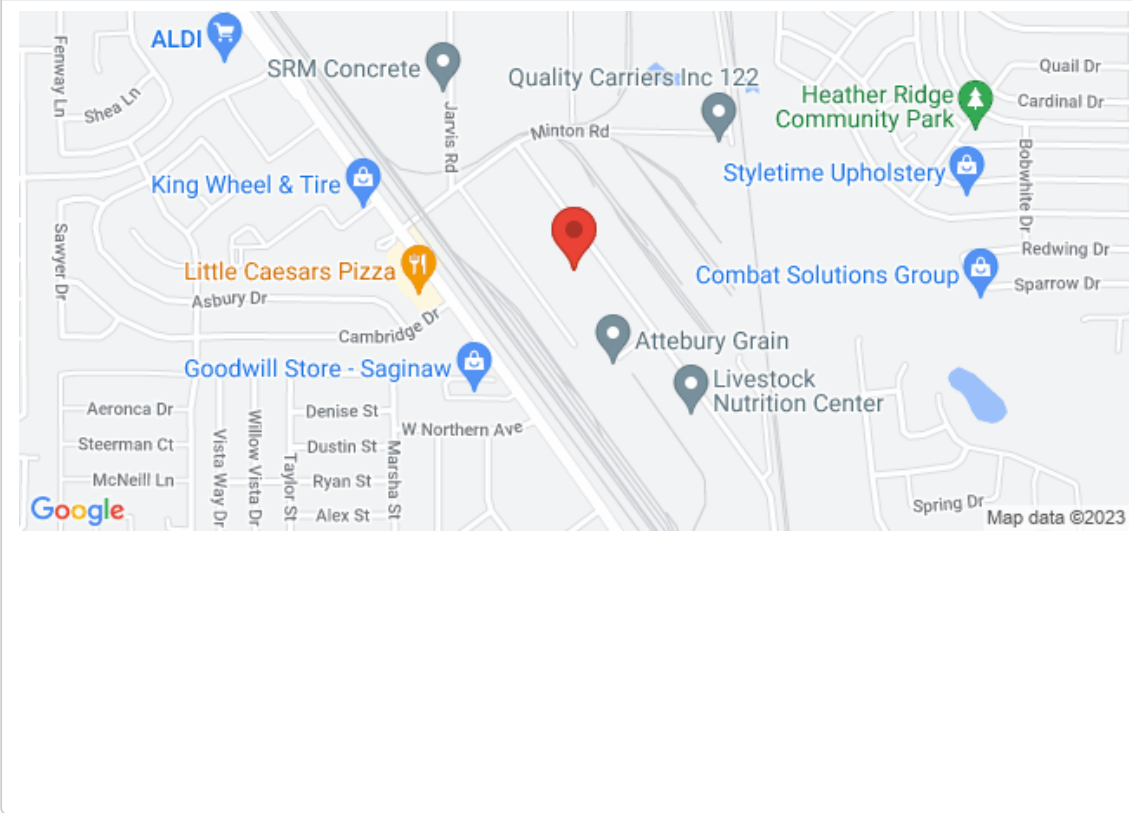 ALDI
Fenway Ln
Shea Ln
SRM Concrete
Jarvis Rd
Quality Carriers Inc 122
Minton Rd
Heather Ridge
Community Park
Quail Dr
Cardinal Dr
Bobwhite Dr
King Wheel & Tire
Styletime Upholstery
Sawyer Dr
Redwing Dr
Little Caesars Pizza
Combat Solutions Group
Sparrow Dr
Asbury Dr
Cambridge Dr
Attebury Grain
Goodwill Store - Saginaw
Livestock
Nutrition Center
Aeronca Dr
Denise St
W Northern Ave
Steerman Ct
Vista Way Dr
Willow Vista Dr
Taylor St
Dustin St
Marsha St
McNeill Ln
Ryan St
Alex St
Spring Dr
Google
Map data ©2023